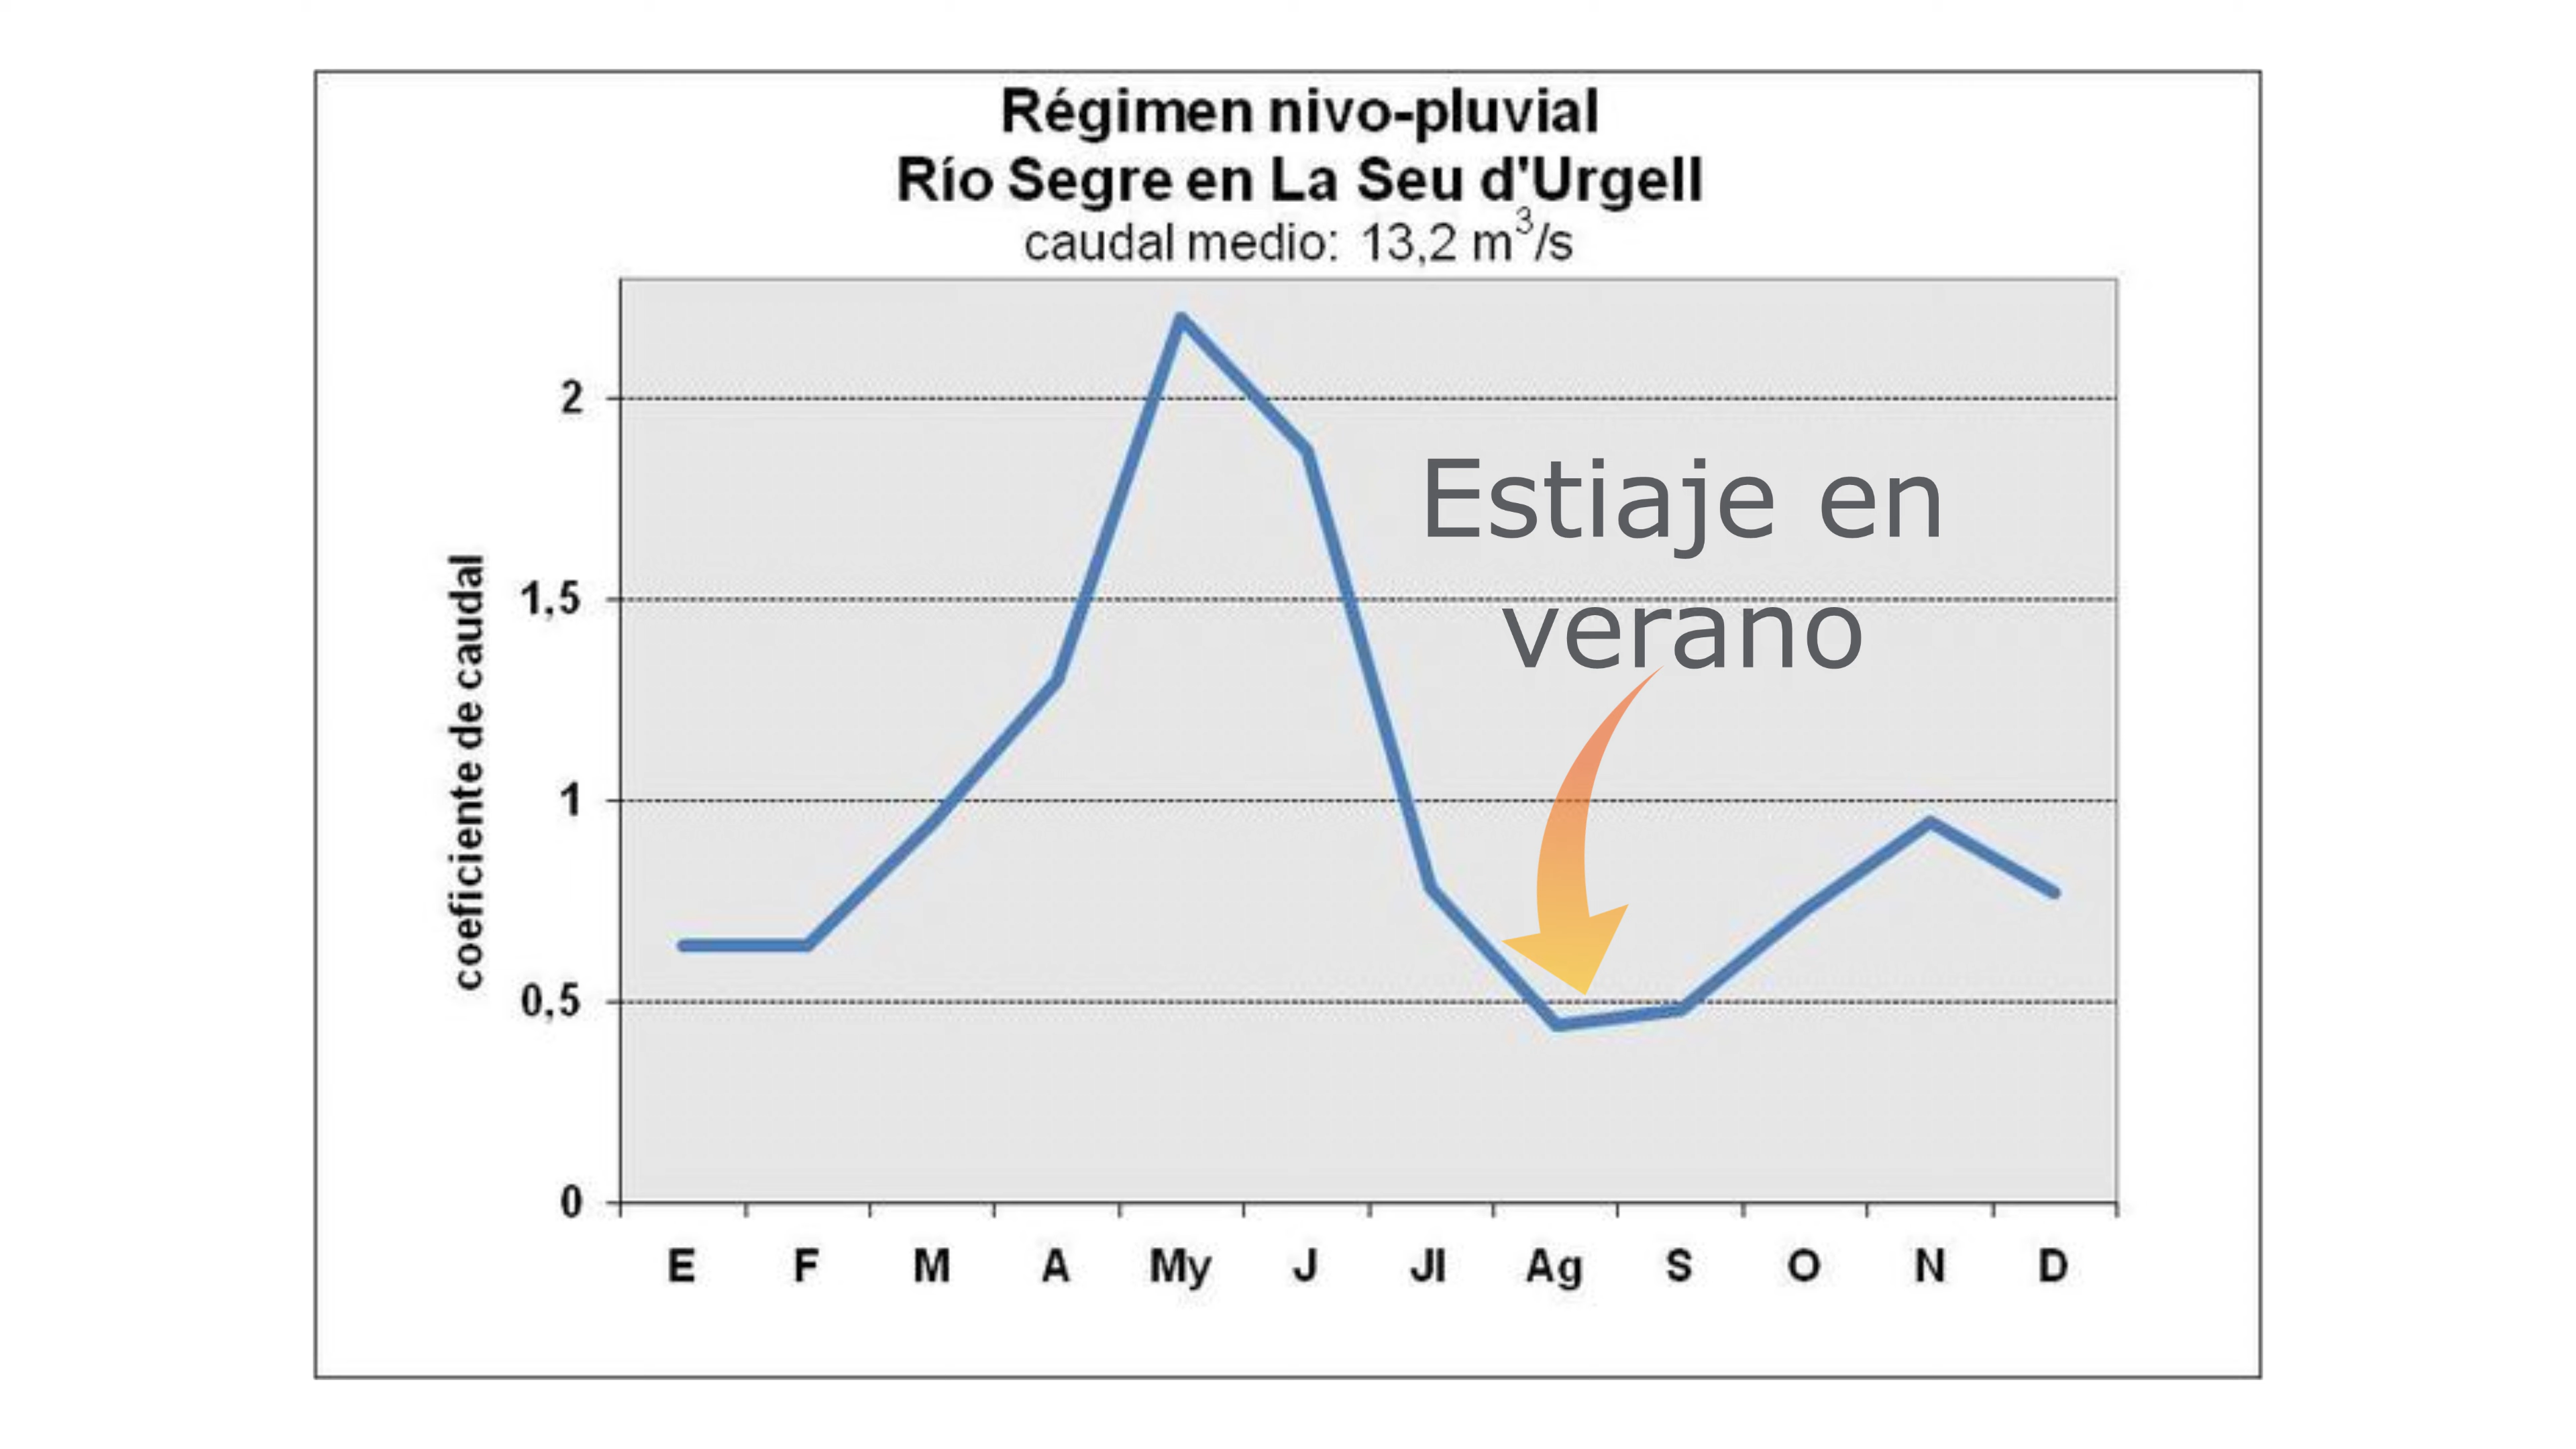 Régimen nivo-pluvial
Río Segre en La Seu d'Urgell
caudal medio: 13,2 m³/s
coeficiente de caudal
2
1,5
1
0,5
0
Estiaje en
verano
E F M A My J Jl Ag S O N D